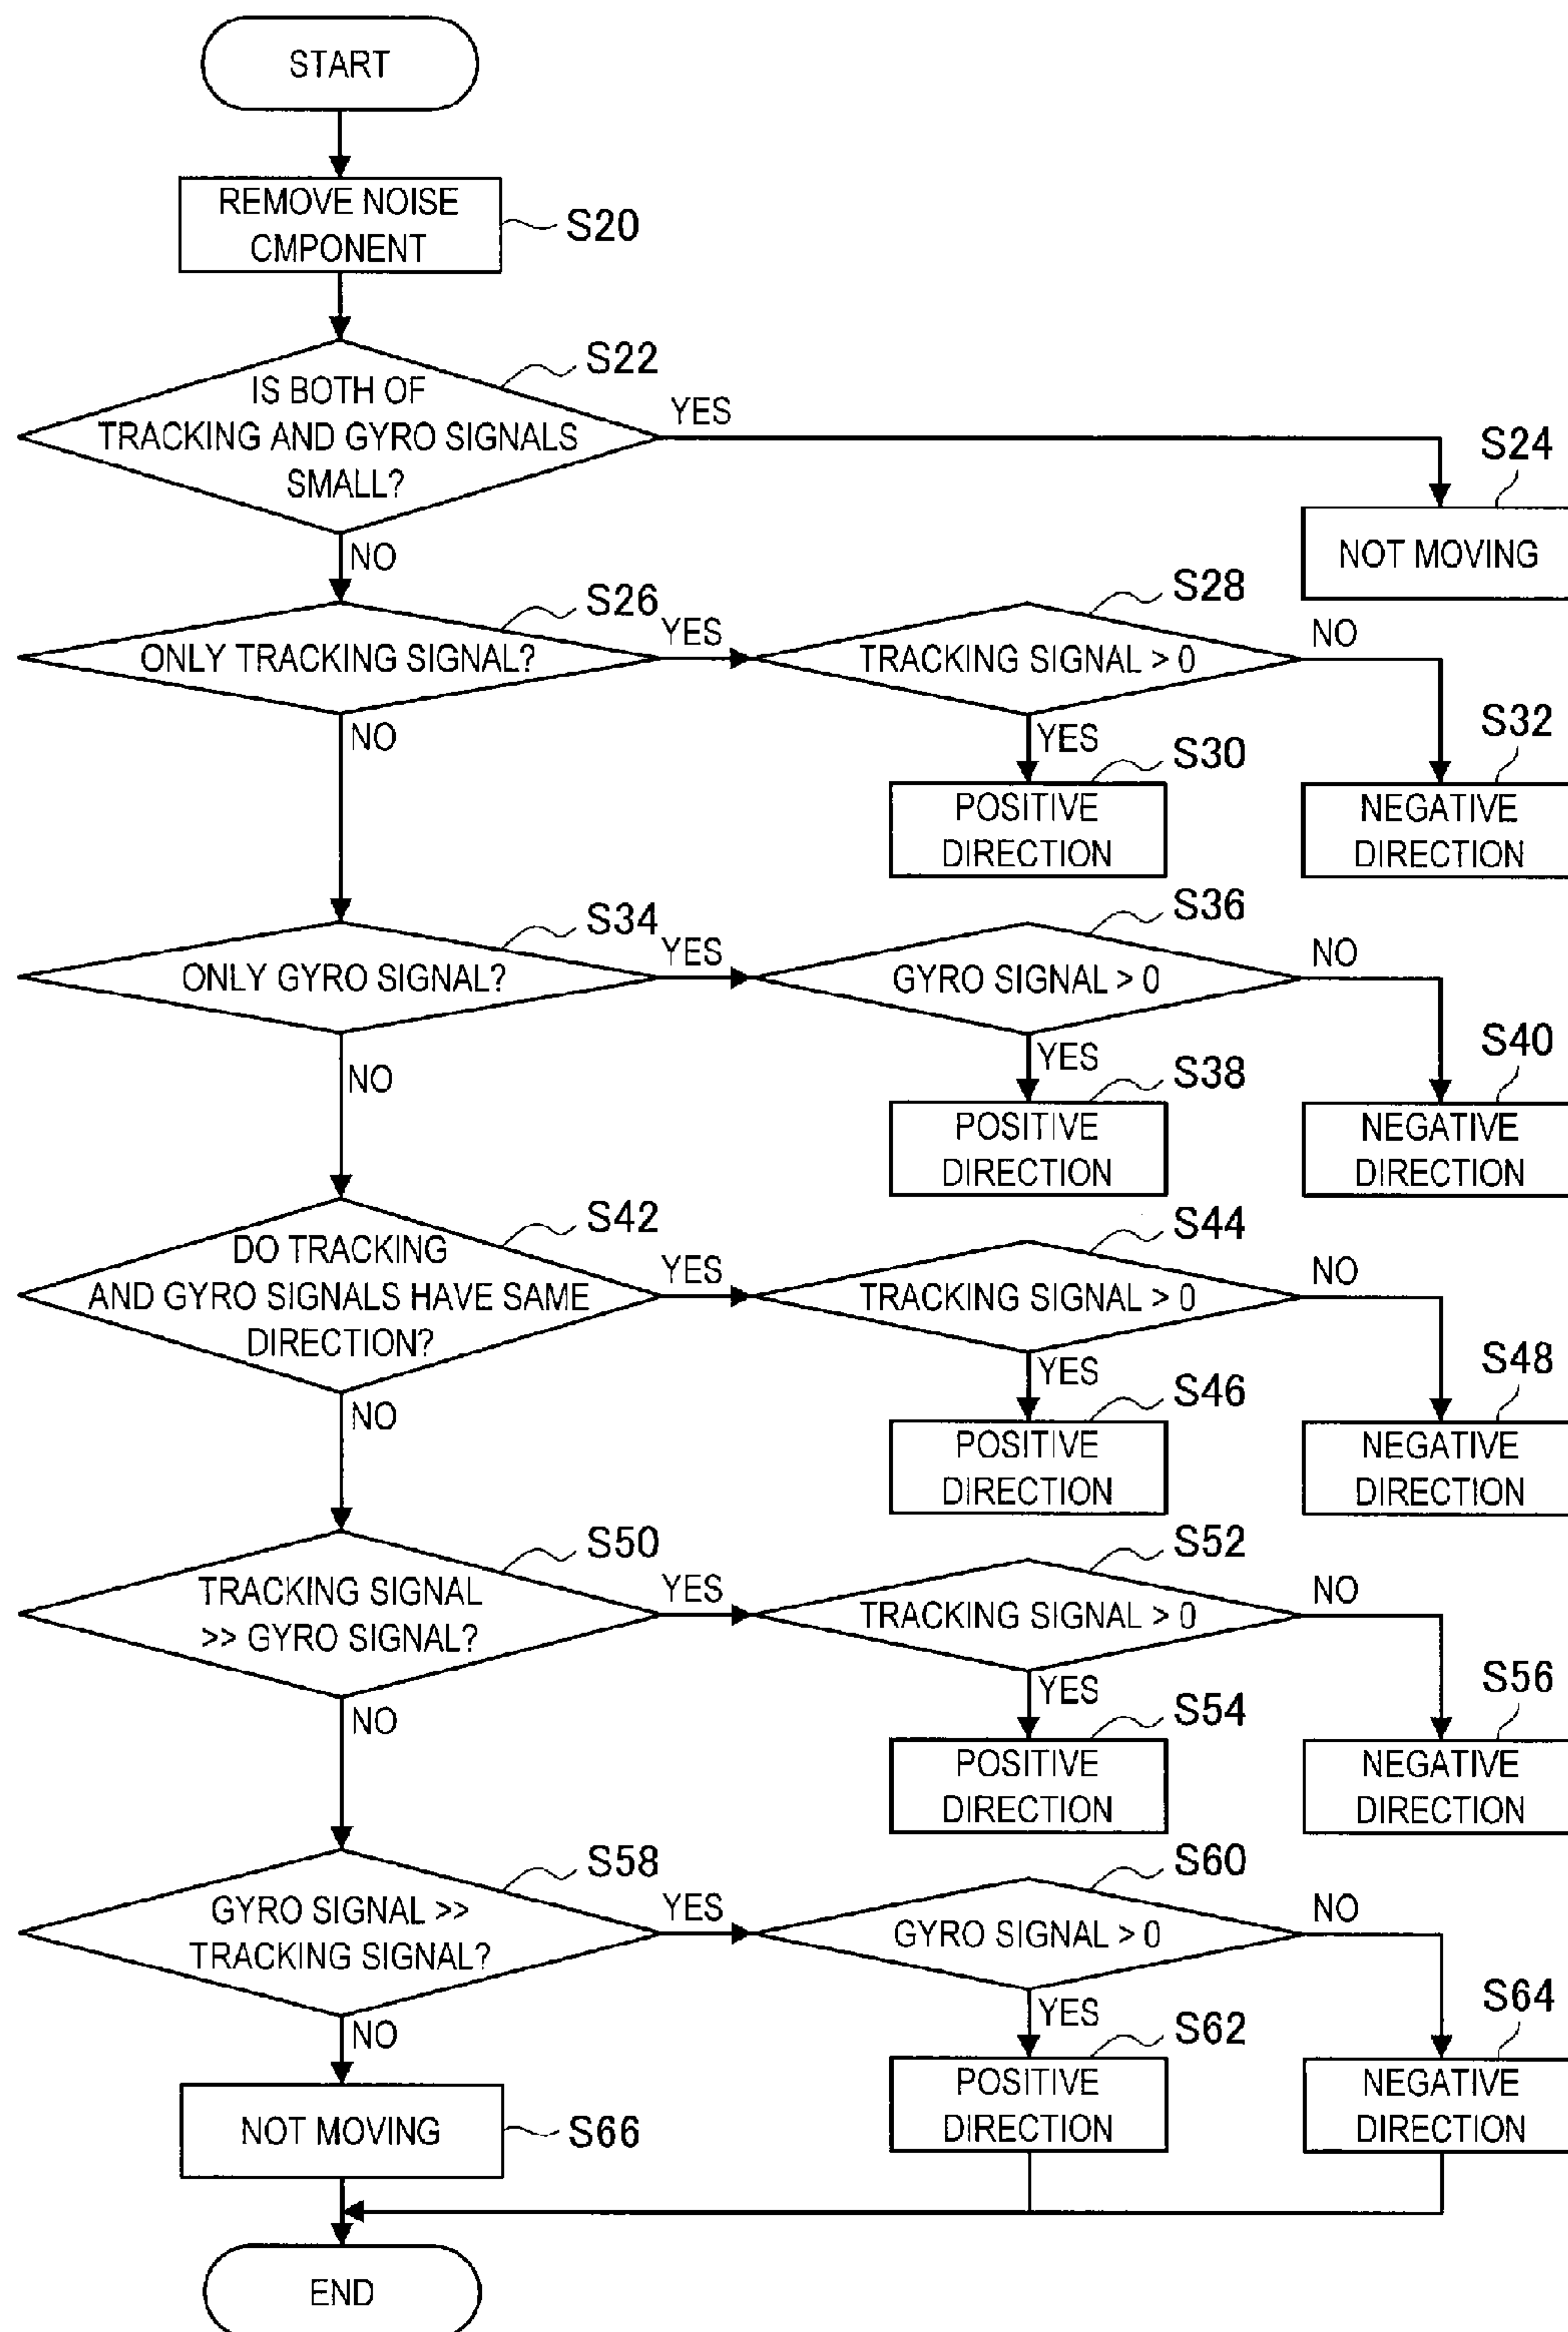 START
REMOVE NOISE
CMPONENT
S20
IS BOTH OF
TRACKING AND GYRO SIGNALS
SMALL?
S22
YES
NO
S24
NOT MOVING
ONLY TRACKING SIGNAL?
S26
YES
NO
TRACKING SIGNAL > 0
S28
NO
YES
S30
POSITIVE
DIRECTION
S32
NEGATIVE
DIRECTION
ONLY GYRO SIGNAL?
S34
YES
NO
GYRO SIGNAL > 0
S36
NO
YES
S38
POSITIVE
DIRECTION
S40
NEGATIVE
DIRECTION
DO TRACKING
AND GYRO SIGNALS HAVE SAME
DIRECTION?
S42
YES
NO
TRACKING SIGNAL > 0
S44
NO
YES
S46
POSITIVE
DIRECTION
S48
NEGATIVE
DIRECTION
TRACKING SIGNAL
>> GYRO SIGNAL?
S50
YES
NO
TRACKING SIGNAL > 0
S52
NO
YES
S54
POSITIVE
DIRECTION
S56
NEGATIVE
DIRECTION
GYRO SIGNAL >>
TRACKING SIGNAL?
S58
YES
NO
GYRO SIGNAL > 0
S60
NO
YES
S62
POSITIVE
DIRECTION
S64
NEGATIVE
DIRECTION
NOT MOVING
S66
END